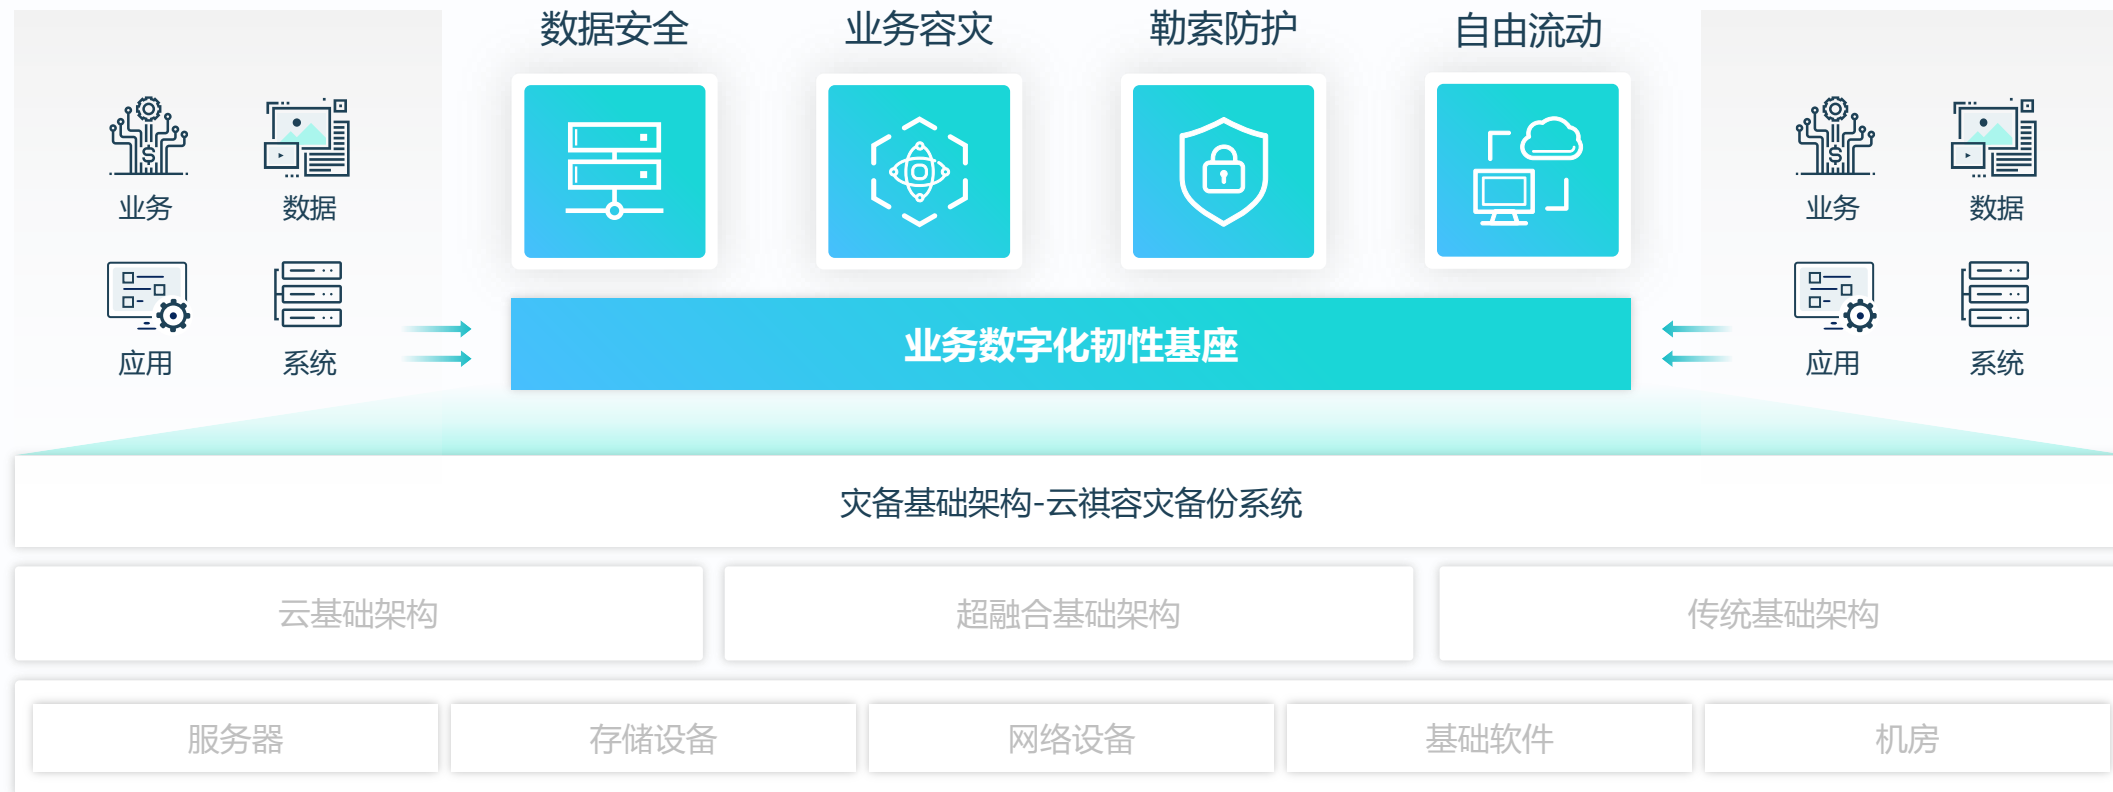 数据安全
业务容灾
勒索防护
自由流动
业务
数据
应用
系统
业务
数据
应用
系统
业务数字化韧性基座
灾备基础架构-云祺容灾备份系统
云基础架构
超融合基础架构
传统基础架构
服务器
存储设备
网络设备
基础软件
机房